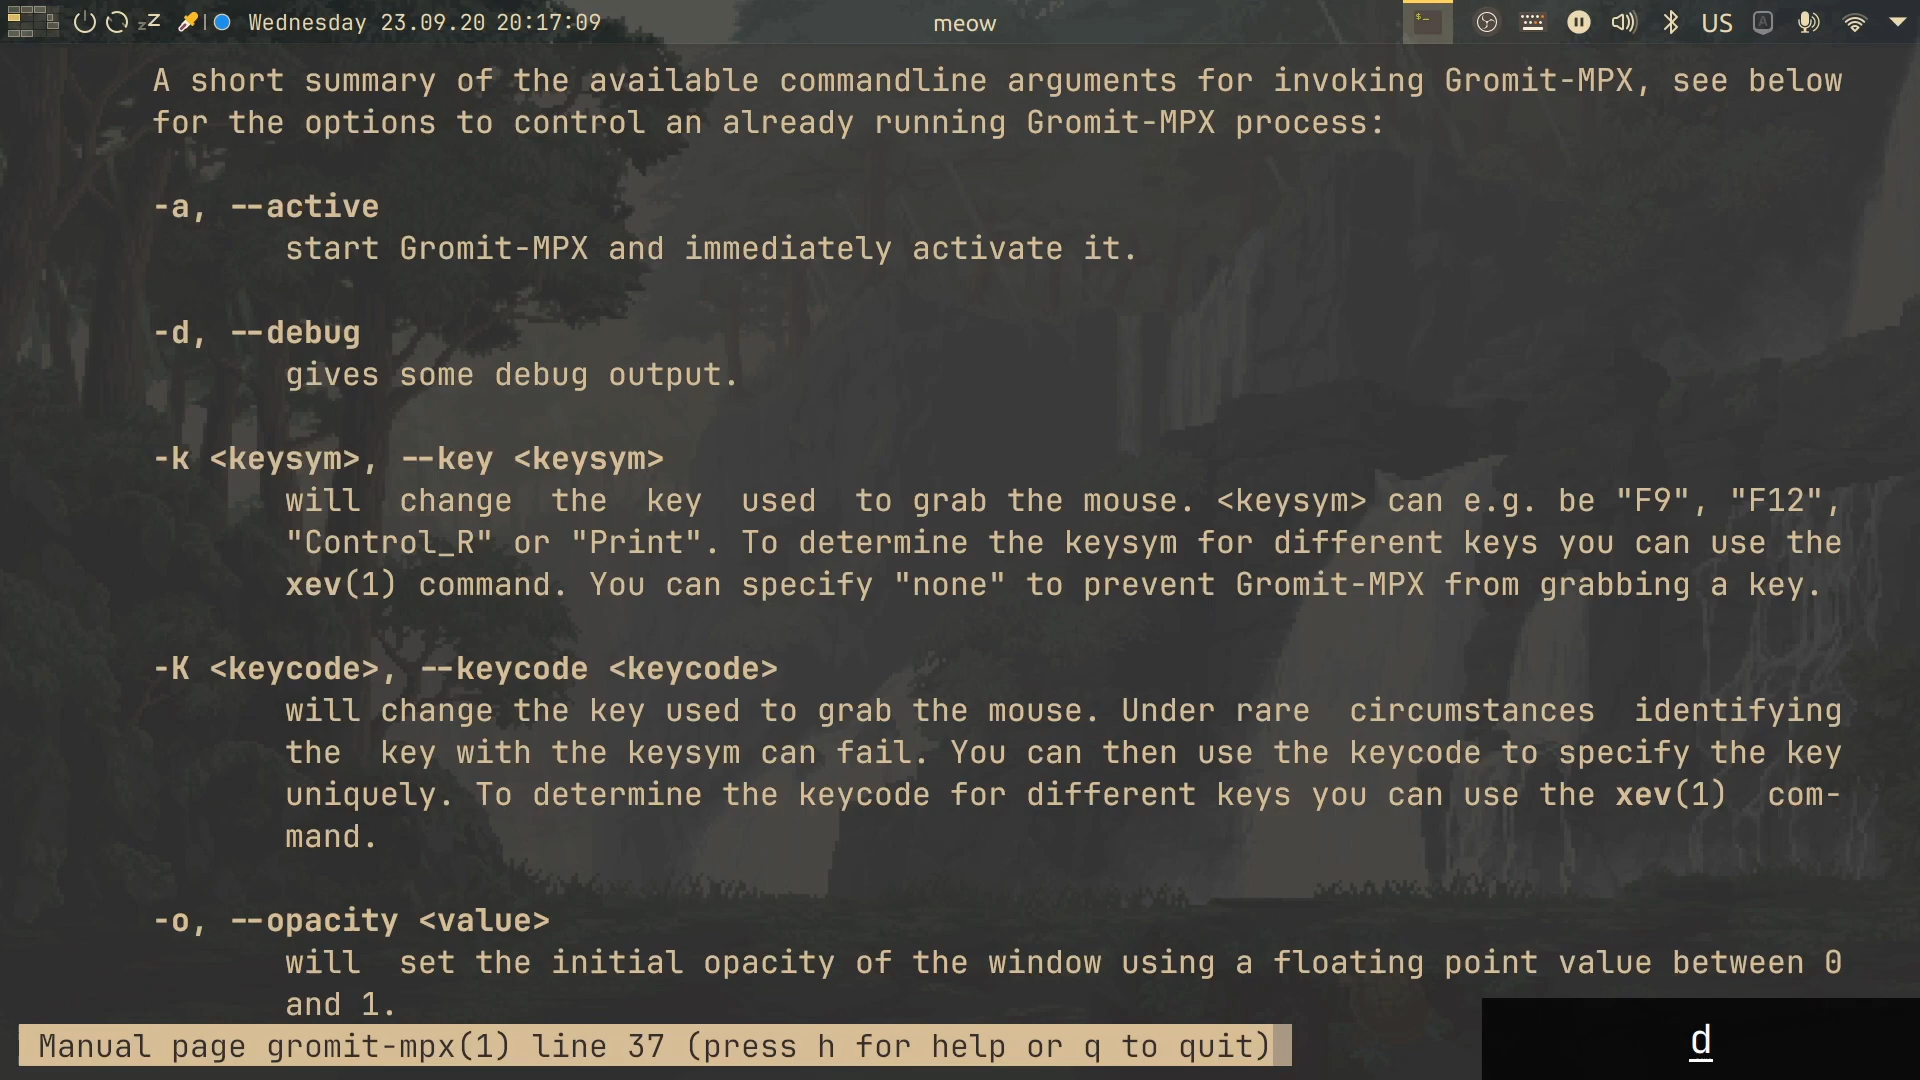 Wednesday 23.09.20 20:17:09
meow
US
A short summary of the available commandline arguments for invoking Gromit-MPX, see below
for the options to control an already running Gromit-MPX process:
-a, --active
start Gromit-MPX and immediately activate it.
-d, --debug
gives some debug output.
-k <keysym>, --key <keysym>
will change the key used to grab the mouse. <keysym> can e.g. be "F9", "F12",
"Control_R" or "Print". To determine the keysym for different keys you can use the
xev(1) command. You can specify "none" to prevent Gromit-MPX from grabbing a key.
-K <keycode>, --keycode <keycode>
will change the key used to grab the mouse. Under rare circumstances identifying
the key with the keysym can fail. You can then use the keycode to specify the key
uniquely. To determine the keycode for different keys you can use the xev(1) com-
mand.
-o, --opacity <value>
will set the initial opacity of the window using a floating point value between 0
and 1.
Manual page gromit-mpx(1) line 37 (press h for help or q to quit)
d